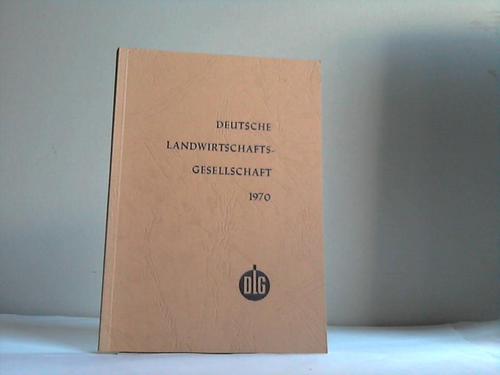 DEUTSCHE
LANDWIRTSCHAFTS-
GESELLSCHAFT
1970
DLG